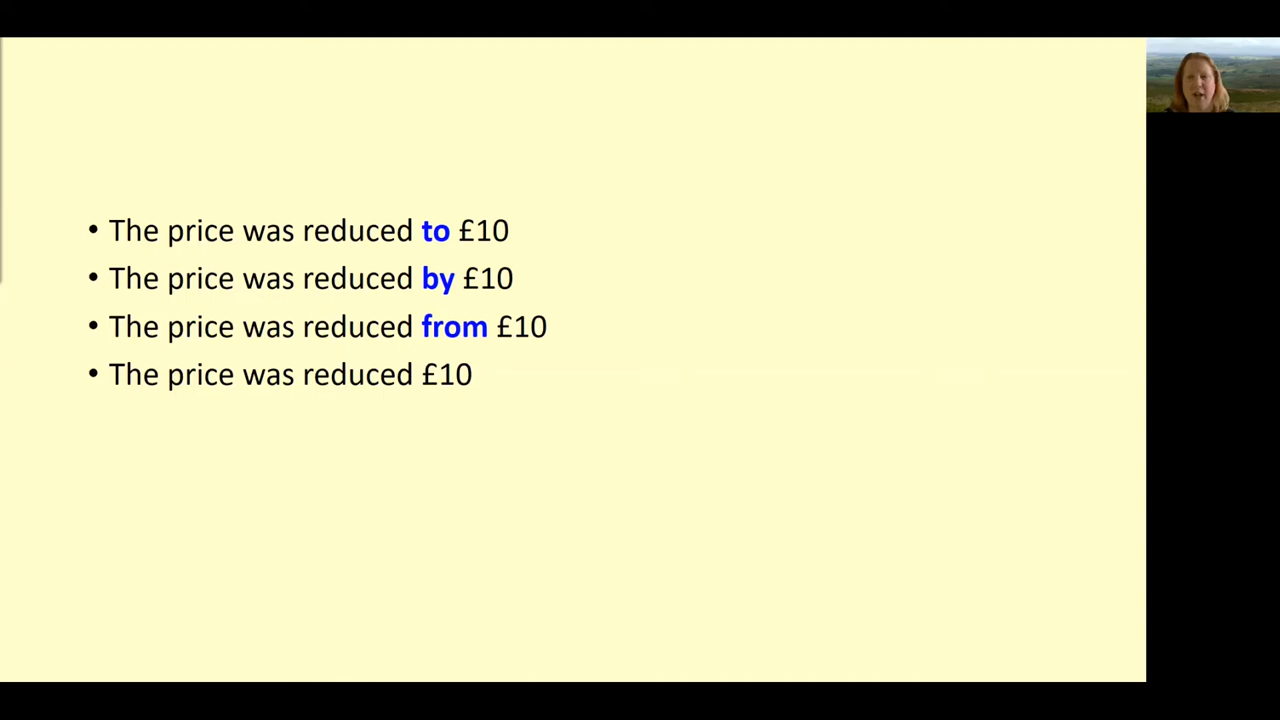 • The price was reduced to £10
• The price was reduced by £10
• The price was reduced from £10
• The price was reduced £10